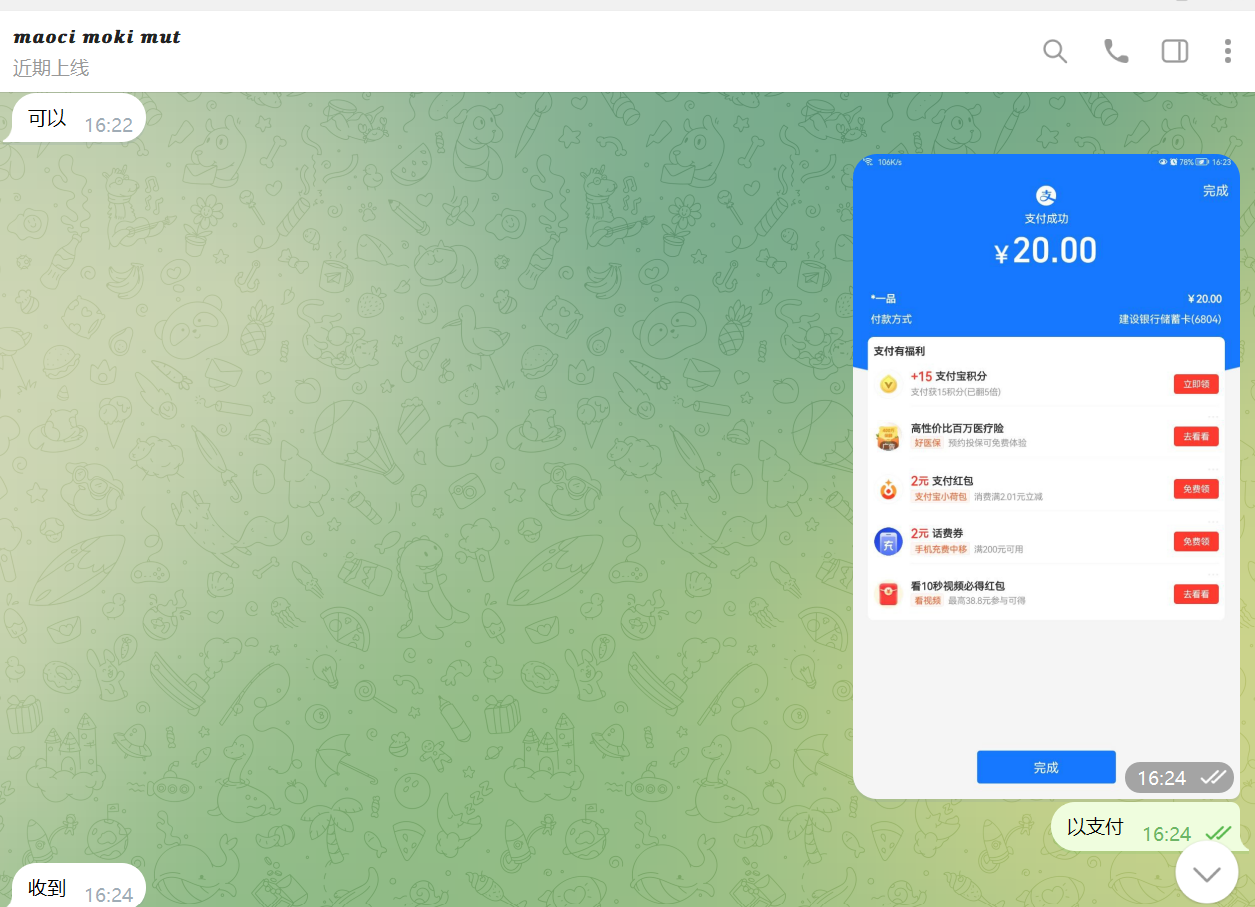 maoci moki mut
近期上线
可以 16:22
106K/s 78% 16:23
完成
支
支付成功
¥20.00
*一品 ¥20.00
付款方式 建设银行储蓄卡(6804)
支付有福利
+15 支付宝积分
支付获15积分(已翻5倍)
立即领
高性价比百万医疗险
好医保 预约投保可免费体验
去看看
2元 支付红包
支付宝小荷包 消费满2.01元立减
免费领
2元 话费券
手机充费中移 满200元可用
免费领
充
看10秒视频必得红包
看视频 最高38.8元参与可得
去看看
完成
16:24
以支付 16:24
收到 16:24